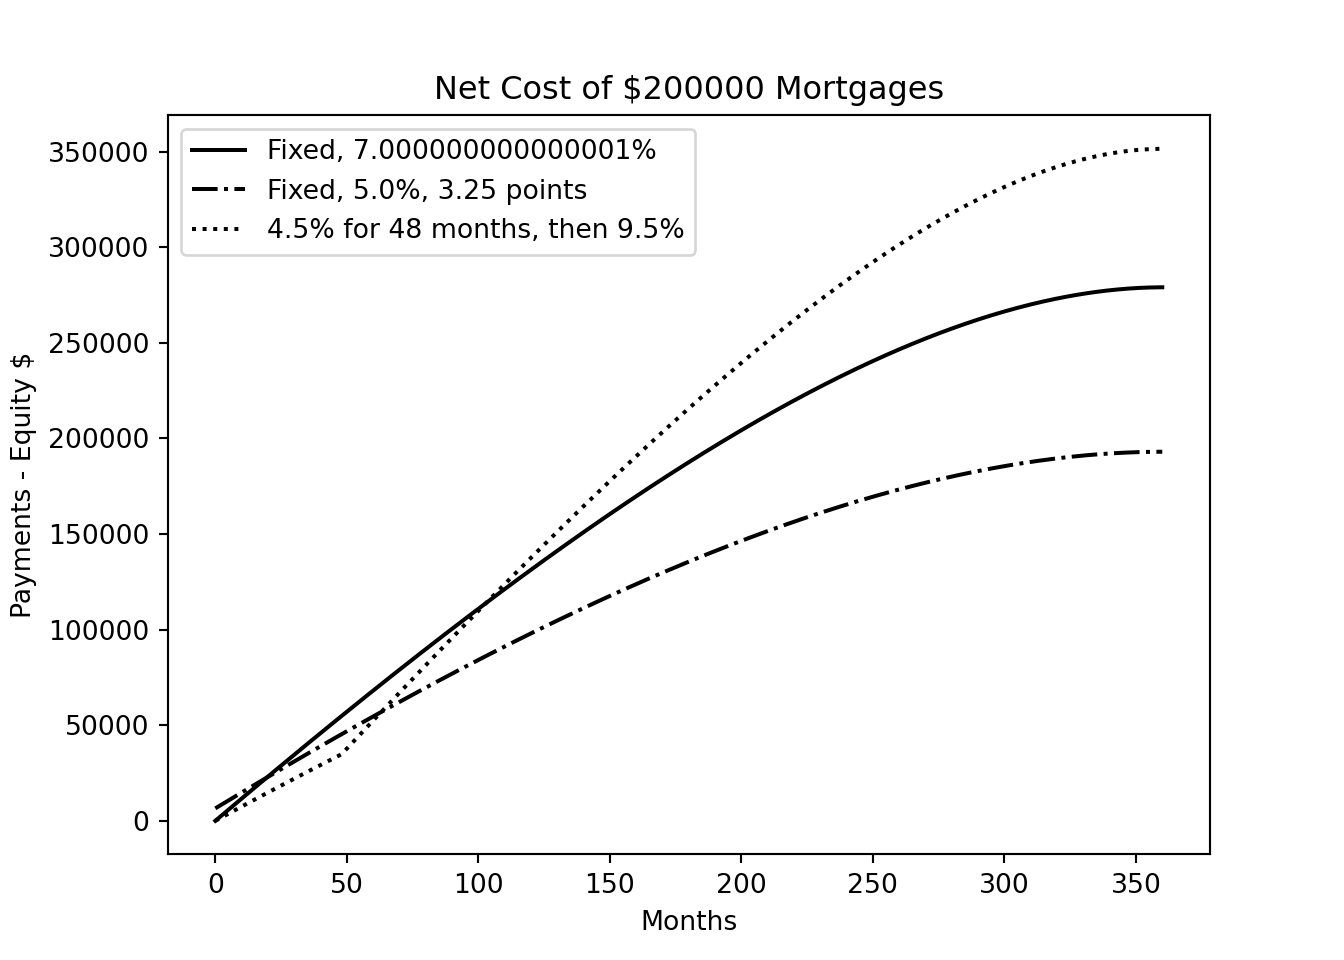 Net Cost of $200000 Mortgages
Fixed, 7.000000000000001%
Fixed, 5.0%, 3.25 points
4.5% for 48 months, then 9.5%
Payments - Equity $
350000
300000
250000
200000
150000
100000
50000
0
0 50 100 150 200 250 300 350
Months